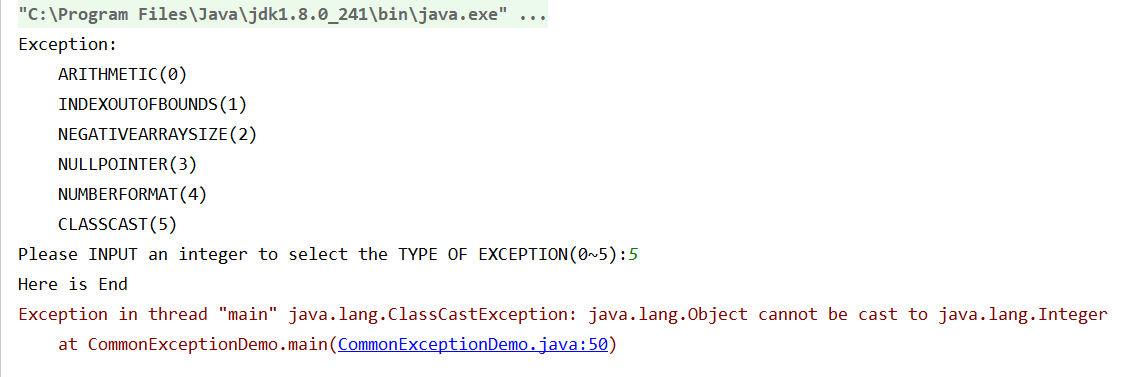 "C:\Program Files\Java\jdk1.8.0_241\bin\java.exe" ...
Exception:
    ARITHMETIC(0)
    INDEXOUTOFBOUNDS(1)
    NEGATIVEARRAYSIZE(2)
    NULLPOINTER(3)
    NUMBERFORMAT(4)
    CLASSCAST(5)
Please INPUT an integer to select the TYPE OF EXCEPTION(0~5):5
Here is End
Exception in thread "main" java.lang.ClassCastException: java.lang.Object cannot be cast to java.lang.Integer
    at CommonExceptionDemo.main(CommonExceptionDemo.java:50)